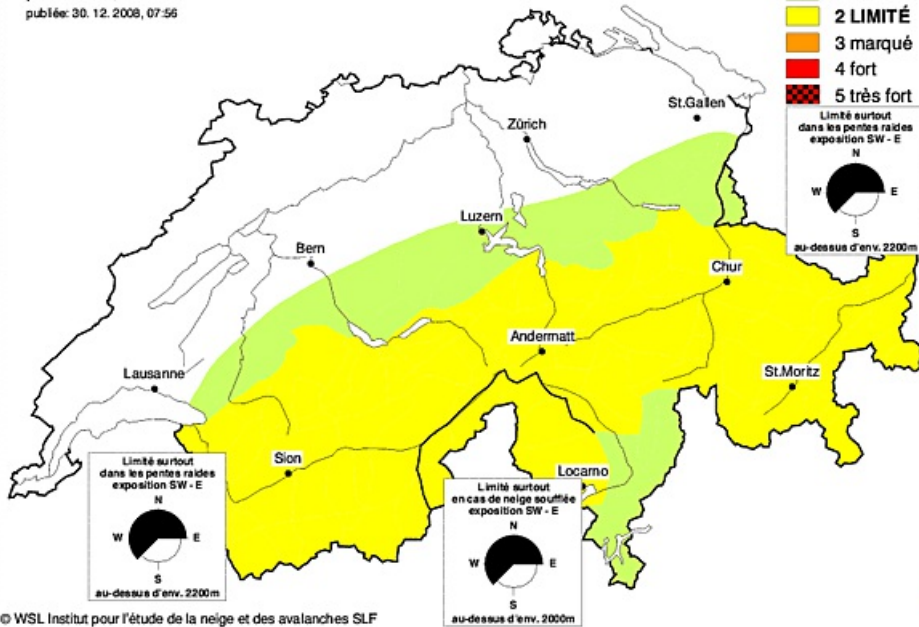 publiée: 30. 12. 2008, 07:56
2 LIMITÉ
3 marqué
4 fort
5 très fort
Limité surtout
dans les pentes raides
exposition SW - E
N
W
E
S
au-dessus d'env. 2200m
St.Gallen
Zürich
Luzern
Bern
Chur
Andermatt
Lausanne
St.Moritz
Sion
Locarno
Limité surtout
dans les pentes raides
exposition SW - E
N
W
E
S
au-dessus d'env. 2200m
Limité surtout
en cas de neige soufflée
exposition SW - E
N
W
E
S
au-dessus d'env. 2000m
© WSL Institut pour l'étude de la neige et des avalanches SLF